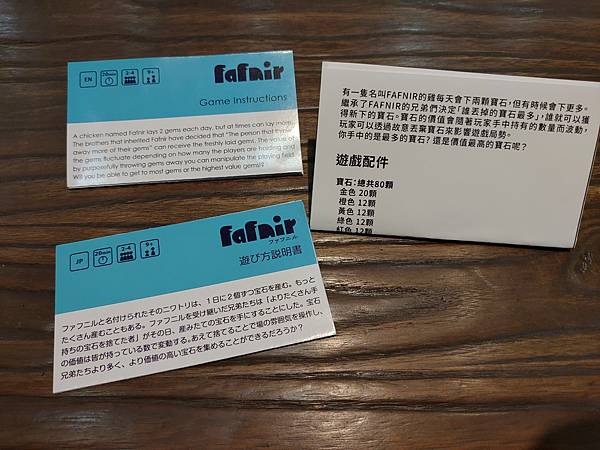 EN
20min
2-4
9+
fafnir
Game Instructions
A chicken named Fafnir lays 2 gems each day, but at times can lay more.
The brothers that inherited Fafnir have decided that "The person that throws
away more of their gems" can receive the freshly laid gems. The value of
the gems fluctuate depending on how many the players are holding and
by purposefully throwing away you can manipulate the playing field.
Will you be able to get to most gems or the highest value gems?
有一隻名叫FAFNIR的雞每天會下兩顆寶石,但有時候會下更多。
繼承了FAFNIR的兄弟們決定「誰丟掉的寶石最多」,誰就可以獲
得新下的寶石。寶石的價值會隨著玩家手中持有的數量而波動,
玩家可以透過故意丟棄寶石來影響遊戲局勢。
你手中的是最多的寶石? 還是價值最高的寶石呢?
遊戲配件
寶石:總共80顆
金色 20顆
橙色 12顆
黃色 12顆
綠色 12顆
紅色 12顆
JP
20min
2-4
9+
fafnir
ファフニル
遊び方説明書
ファフニルと名付けられたそのニワトリは、1日に2個ずつ宝石を産む。もっと
たくさん産むこともある。ファフニルを受け継いだ兄弟たちは「よりたくさん手
持ちの宝石を捨てた者」がその日、産みたての宝石を手にすることにした。宝石
の価値は皆が持っている数で変動する。あえて捨てることで場の雰囲気を操作し、
兄弟たちより多く、より価値の高い宝石を集めることができるだろうか?